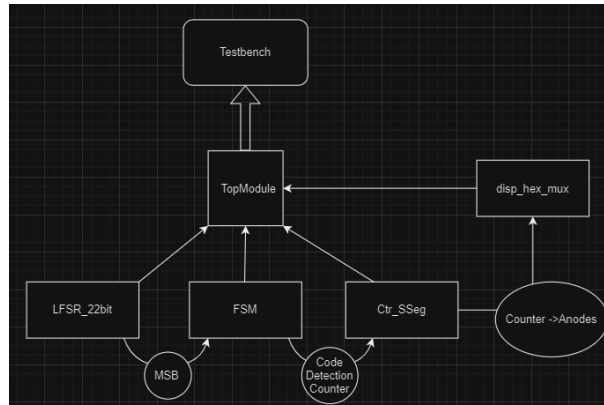 Testbench
TopModule
disp_hex_mux
LFSR_22bit
FSM
Ctr_SSeg
Counter ->Anodes
MSB
Code
Detection
Counter